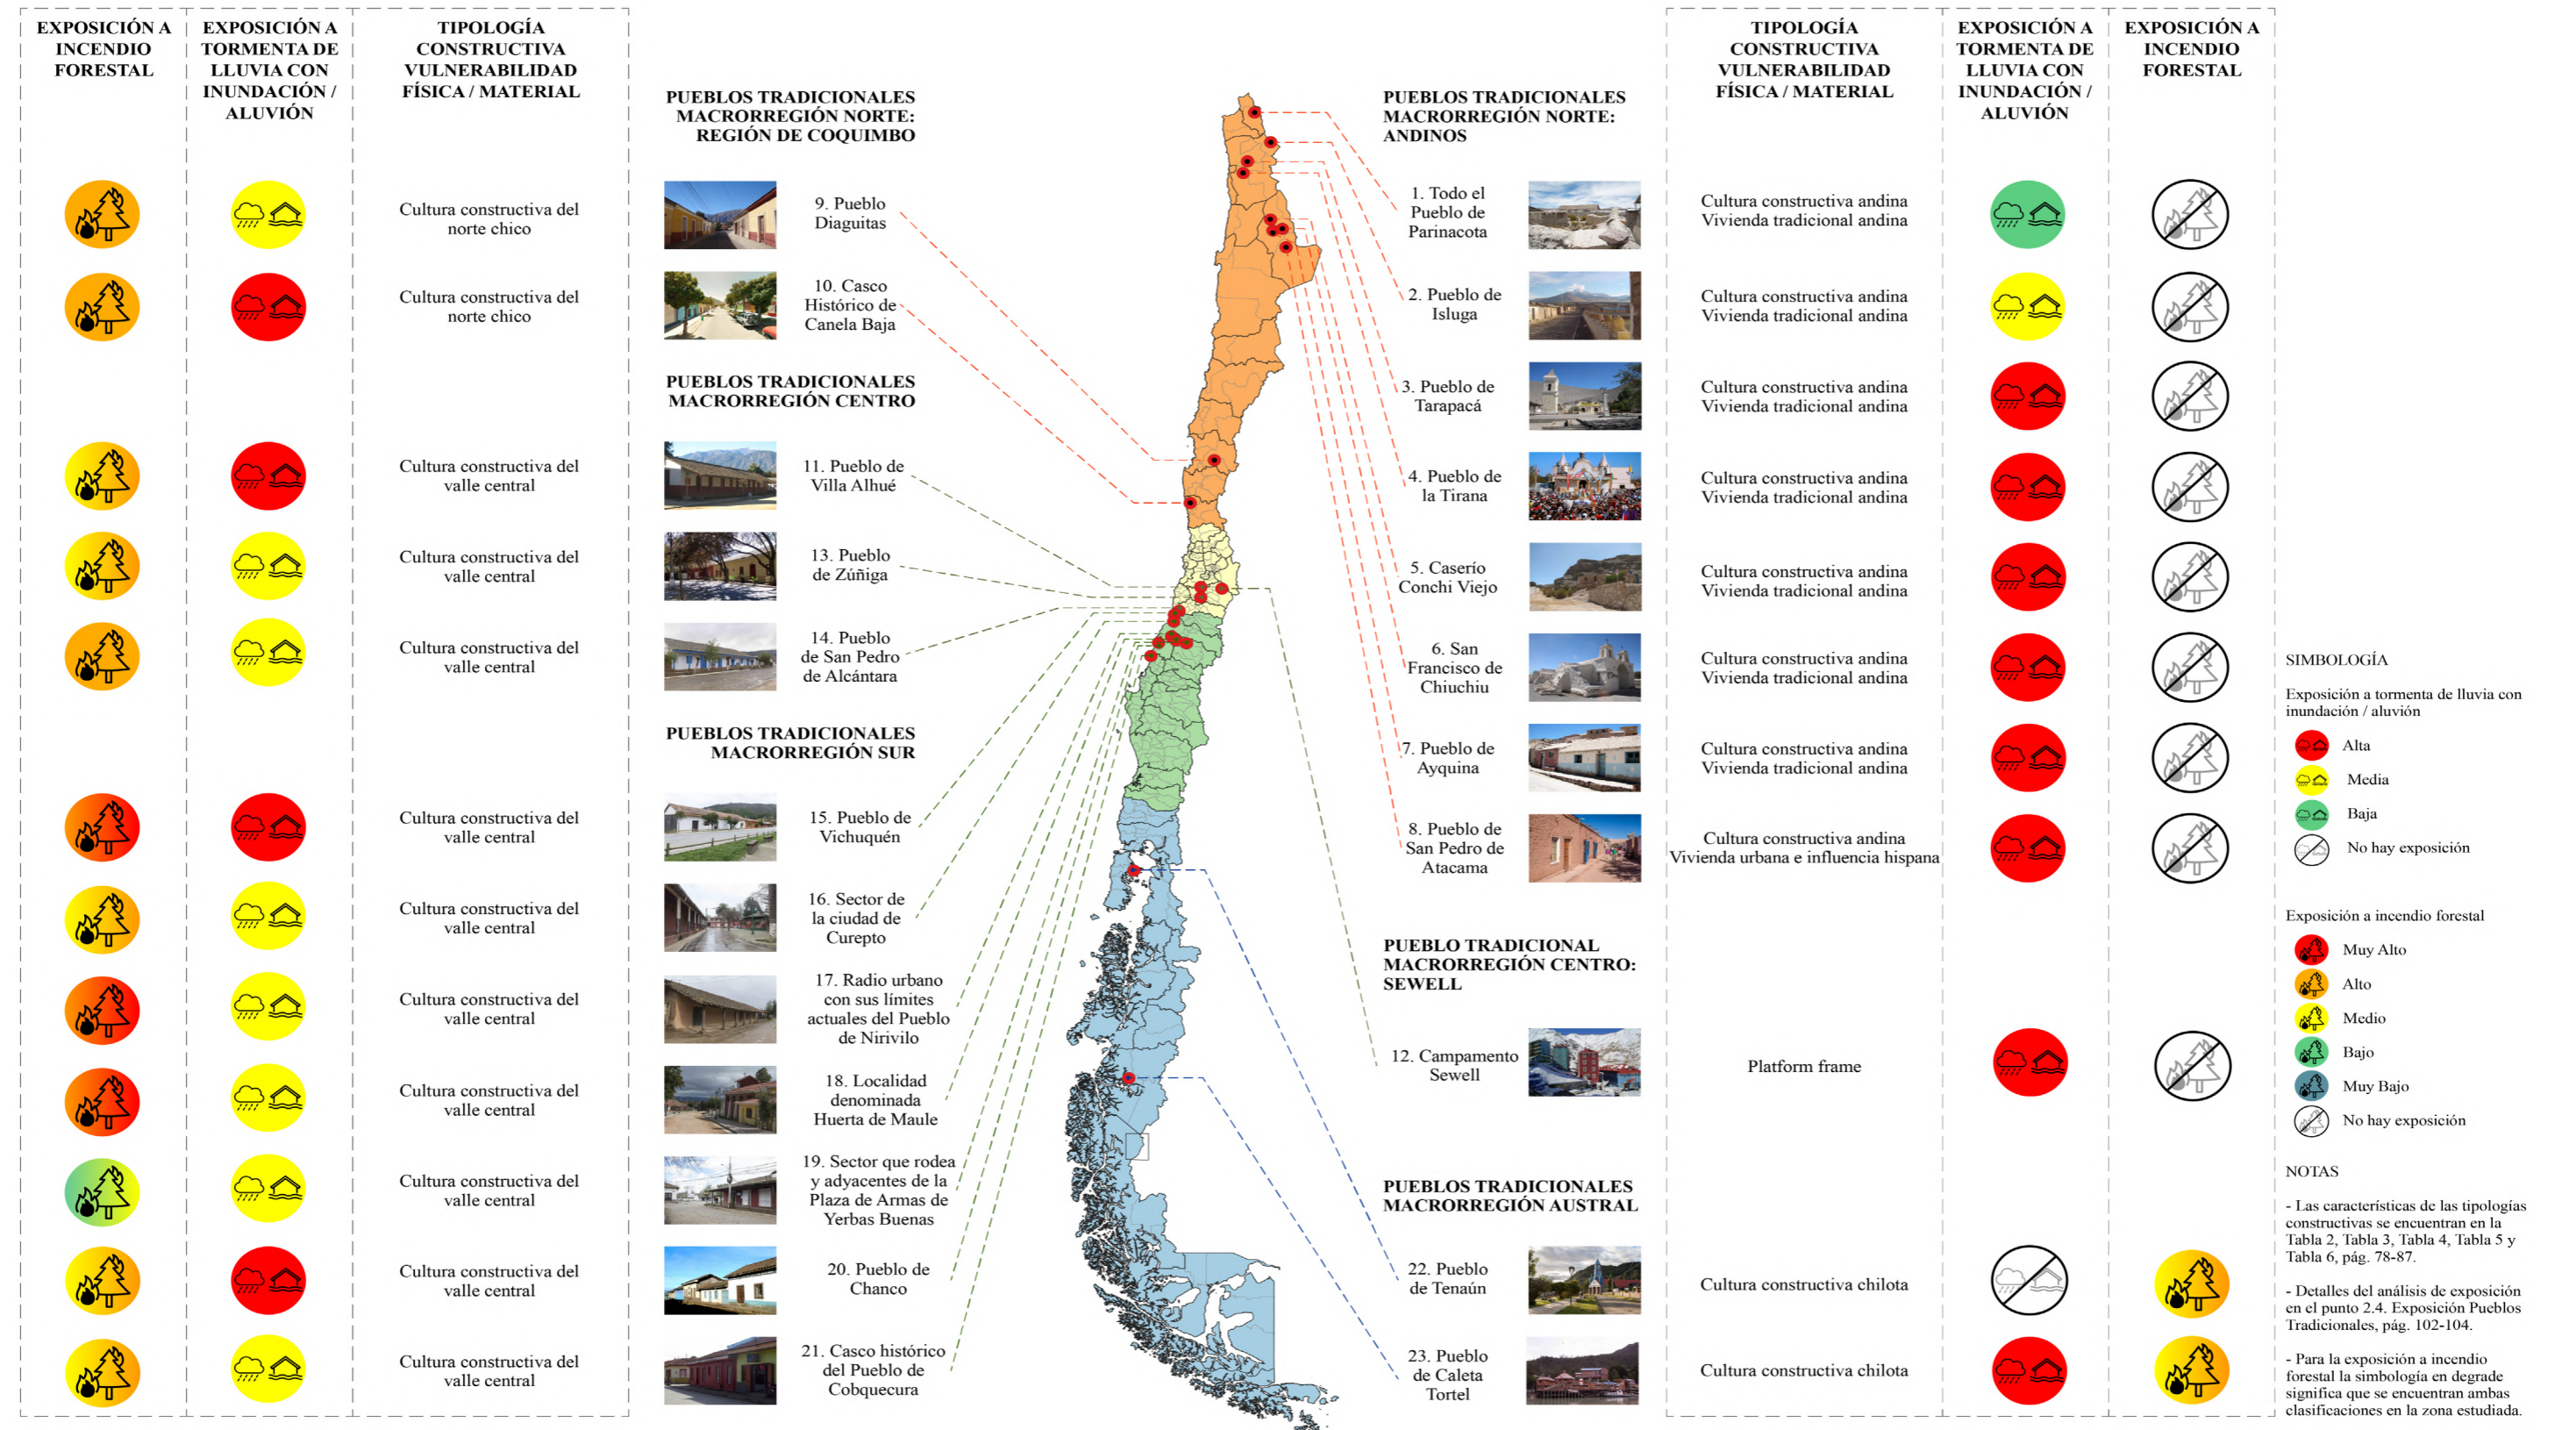 EXPOSICIÓN A
INCENDIO
FORESTAL
EXPOSICIÓN A
TORMENTA DE
LLUVIA CON
INUNDACIÓN /
ALUVIÓN
TIPOLOGÍA
CONSTRUCTIVA
VULNERABILIDAD
FÍSICA / MATERIAL
PUEBLOS TRADICIONALES
MACRORREGIÓN NORTE:
REGIÓN DE COQUIMBO
Cultura constructiva del
norte chico
9. Pueblo
Diaguitas
Cultura constructiva del
norte chico
10. Casco
Histórico de
Canela Baja
PUEBLOS TRADICIONALES
MACRORREGIÓN CENTRO
Cultura constructiva del
valle central
11. Pueblo de
Villa Alhué
Cultura constructiva del
valle central
13. Pueblo
de Zúñiga
Cultura constructiva del
valle central
14. Pueblo
de San Pedro
de Alcántara
PUEBLOS TRADICIONALES
MACRORREGIÓN SUR
Cultura constructiva del
valle central
15. Pueblo de
Vichuquén
Cultura constructiva del
valle central
16. Sector de
la ciudad de
Curepto
Cultura constructiva del
valle central
17. Radio urbano
con sus límites
actuales del Pueblo
de Nirivilo
Cultura constructiva del
valle central
18. Localidad
denominada
Huerta de Maule
Cultura constructiva del
valle central
19. Sector que rodea
y adyacentes de la
Plaza de Armas de
Yerbas Buenas
Cultura constructiva del
valle central
20. Pueblo de
Chanco
Cultura constructiva del
valle central
21. Casco histórico
del Pueblo de
Cobquecura
PUEBLOS TRADICIONALES
MACRORREGIÓN NORTE:
ANDINOS
TIPOLOGÍA
CONSTRUCTIVA
VULNERABILIDAD
FÍSICA / MATERIAL
EXPOSICIÓN A
TORMENTA DE
LLUVIA CON
INUNDACIÓN /
ALUVIÓN
EXPOSICIÓN A
INCENDIO
FORESTAL
1. Todo el
Pueblo de
Parinacota
Cultura constructiva andina
Vivienda tradicional andina
2. Pueblo de
Isluga
Cultura constructiva andina
Vivienda tradicional andina
3. Pueblo de
Tarapacá
Cultura constructiva andina
Vivienda tradicional andina
4. Pueblo de
la Tirana
Cultura constructiva andina
Vivienda tradicional andina
5. Caserío
Conchi Viejo
Cultura constructiva andina
Vivienda tradicional andina
6. San
Francisco de
Chiuchiu
Cultura constructiva andina
Vivienda tradicional andina
7. Pueblo de
Ayquina
Cultura constructiva andina
Vivienda tradicional andina
8. Pueblo de
San Pedro de
Atacama
Cultura constructiva andina
Vivienda urbana e influencia hispana
PUEBLO TRADICIONAL
MACRORREGIÓN CENTRO:
SEWELL
12. Campamento
Sewell
Platform frame
PUEBLOS TRADICIONALES
MACRORREGIÓN AUSTRAL
22. Pueblo
de Tenaún
Cultura constructiva chilota
23. Pueblo
de Caleta
Tortel
Cultura constructiva chilota
SIMBOLOGÍA
Exposición a tormenta de lluvia con
inundación / aluvión
Alta
Media
Baja
No hay exposición
Exposición a incendio forestal
Muy Alto
Alto
Medio
Bajo
Muy Bajo
No hay exposición
NOTAS
- Las características de las tipologías
constructivas se encuentran en la
Tabla 2, Tabla 3, Tabla 4, Tabla 5 y
Tabla 6, pág. 78-87.
- Detalles del análisis de exposición
en el punto 2.4. Exposición Pueblos
Tradicionales, pág. 102-104.
- Para la exposición a incendio
forestal la simbología en degrade
significa que se encuentran ambas
clasificaciones en la zona estudiada.